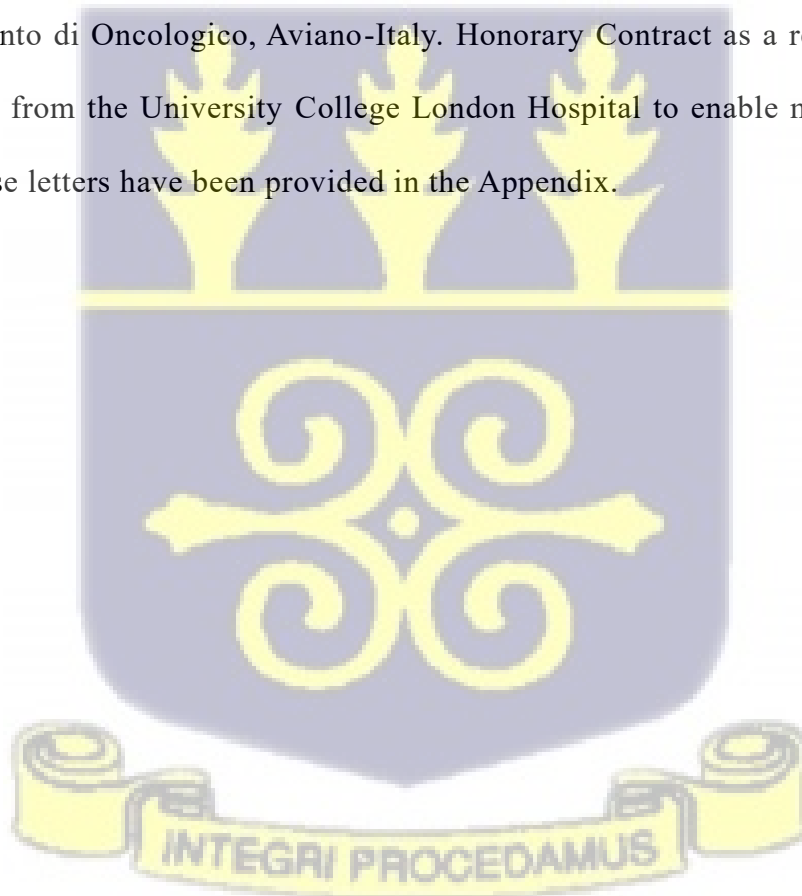 nto di Oncologico, Aviano-Italy. Honorary Contract as a r
from the University College London Hospital to enable
se letters have been provided in the Appendix.
INTEGRI PROCEDAMUS